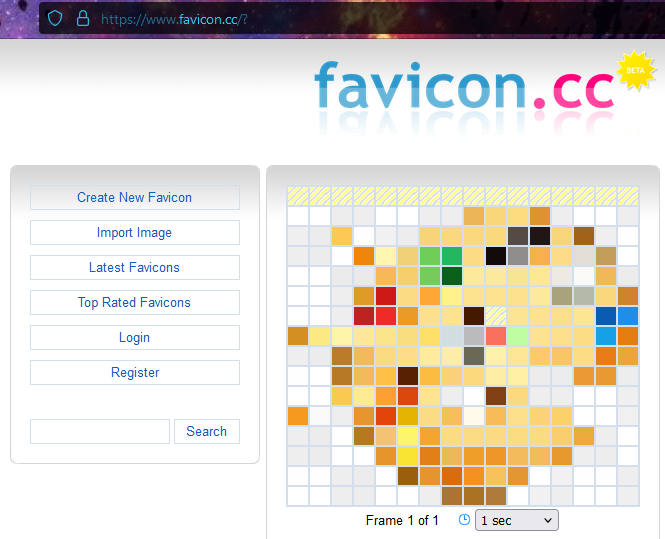 https://www.favicon.cc/?
favicon.cc
BETA
Create New Favicon
Import Image
Latest Favicons
Top Rated Favicons
Login
Register
Search
Frame 1 of 1
1 sec